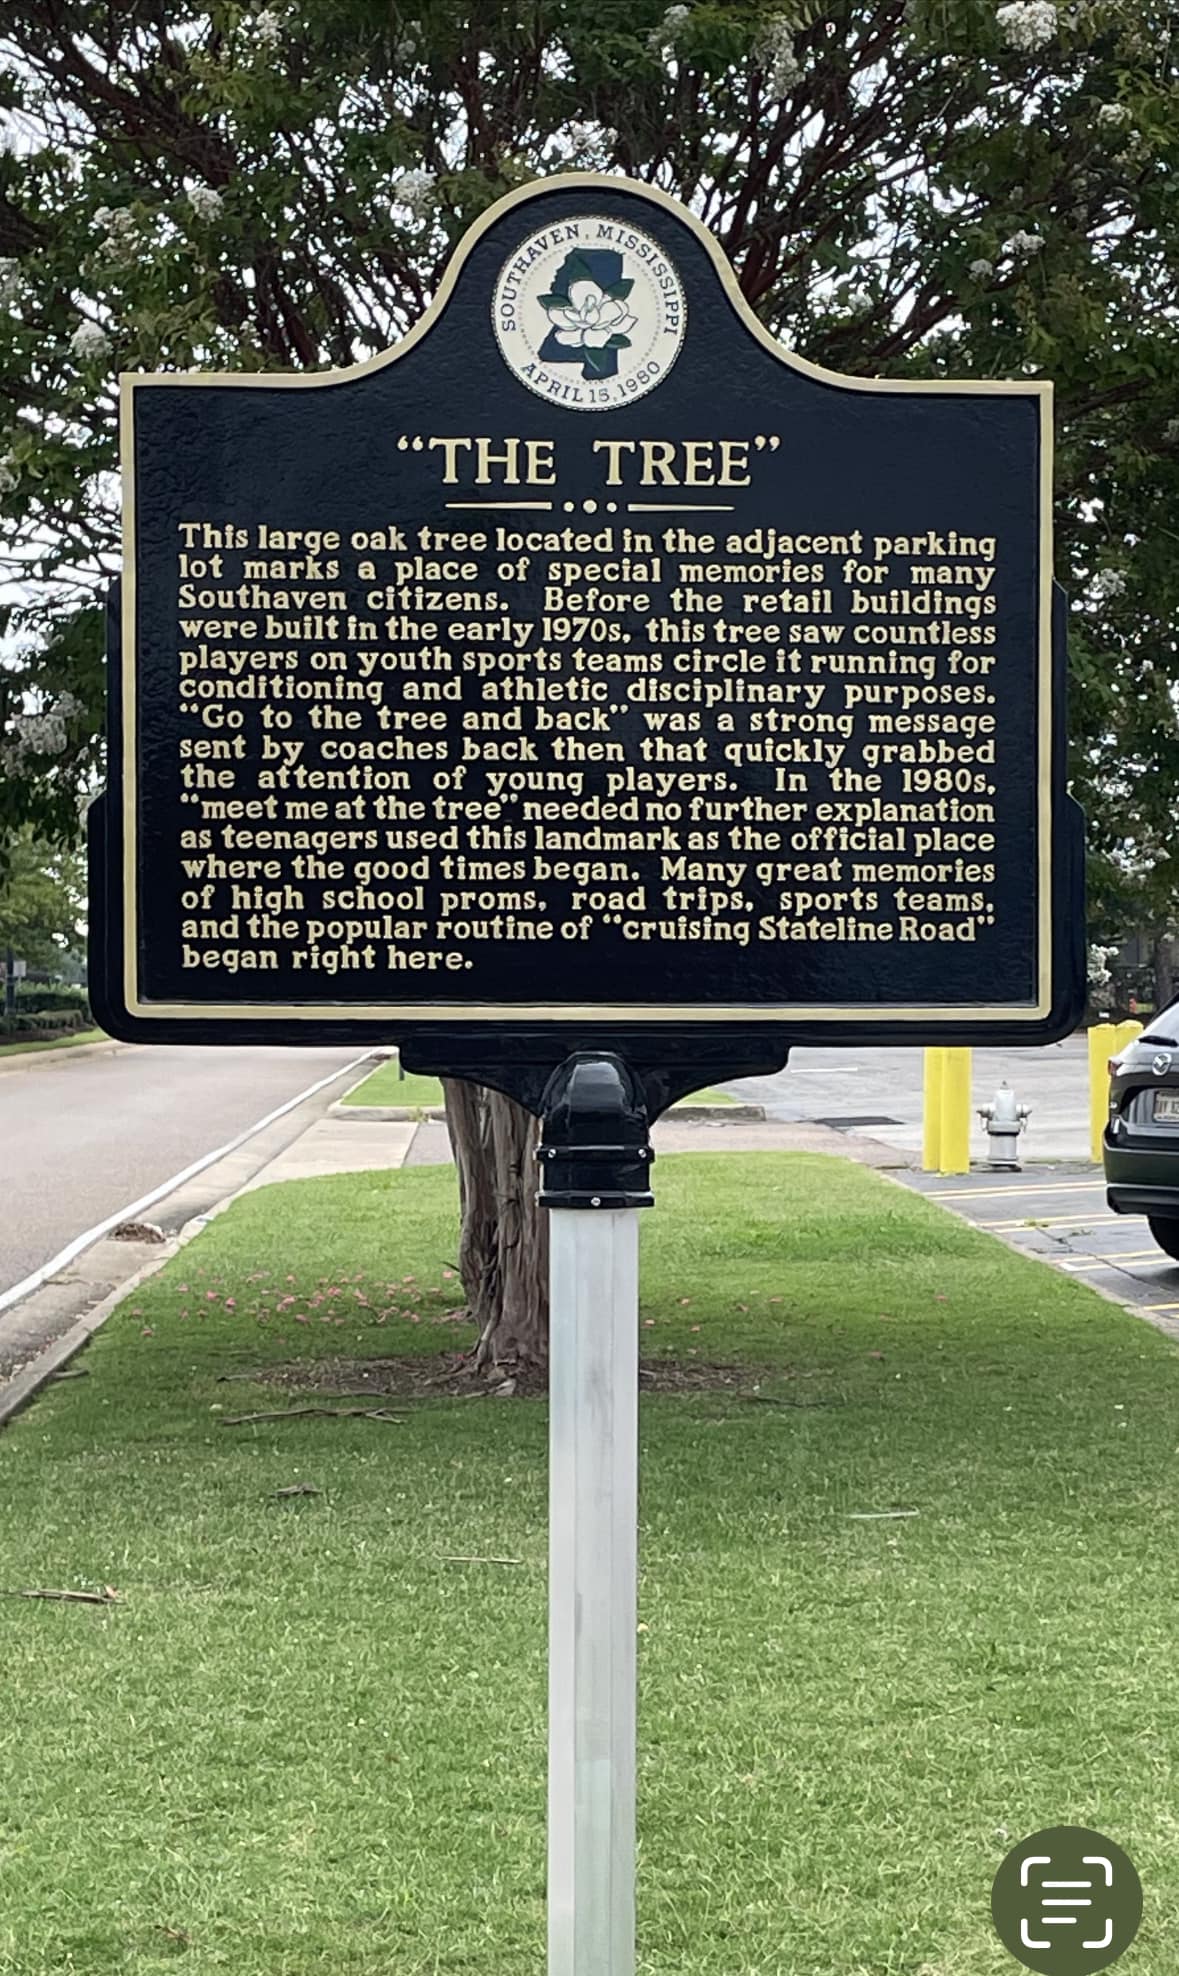 SOUTHAVEN, MISSISSIPPI
APRIL 15, 1980
“THE TREE”
This large oak tree located in the adjacent parking
lot marks a place of special memories for many
Southaven citizens. Before the retail buildings
were built in the early 1970s, this tree saw countless
players on youth sports teams circle it running for
conditioning and athletic disciplinary purposes.
“Go to the tree and back” was a strong message
sent by coaches back then that quickly grabbed
the attention of young players. In the 1980s,
“meet me at the tree” needed no further explanation
as teenagers used this landmark as the official place
where the good times began. Many great memories
of high school proms, road trips, sports teams,
and the popular routine of “cruising Stateline Road”
began right here.